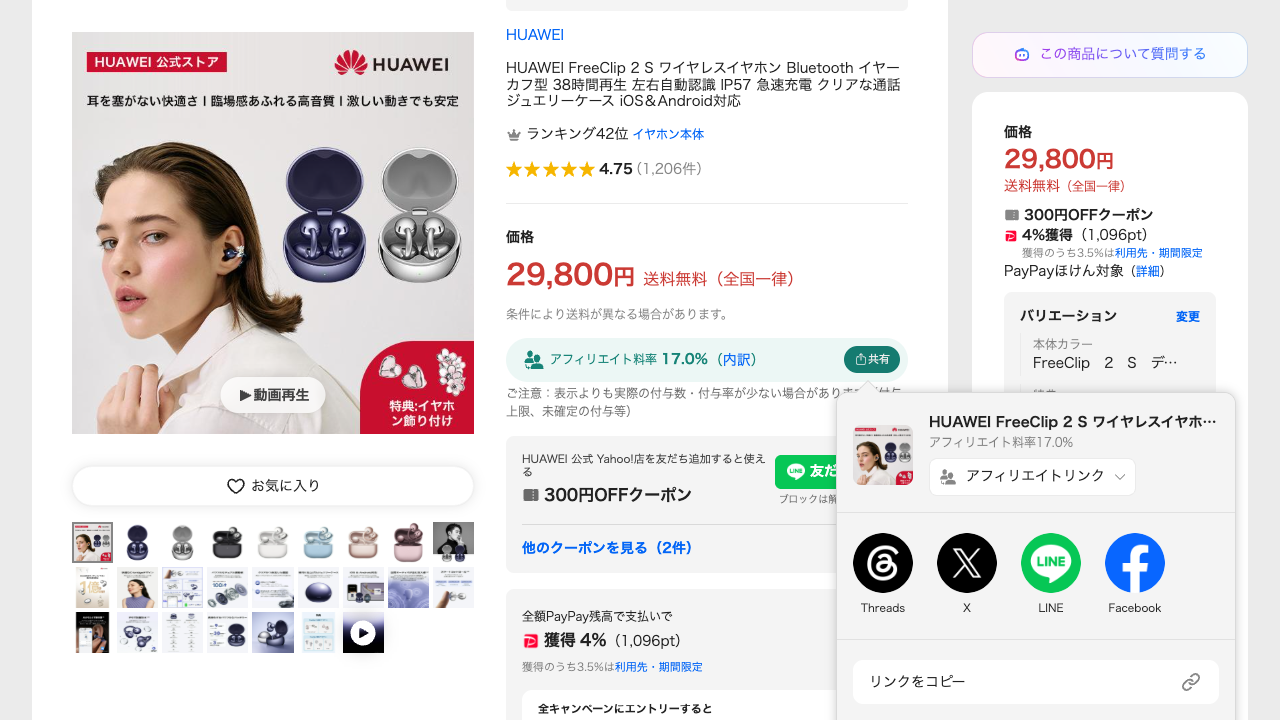 HUAWEI 公式ストア
HUAWEI
耳を塞がない快適さ | 臨場感あふれる高音質 | 激しい動きでも安定
▶動画再生
特典:イヤホ
ン飾り付け
お気に入り
HUAWEI
HUAWEI FreeClip 2 S ワイヤレスイヤホン Bluetooth イヤー
カフ型 38時間再生 左右自動認識 IP57 急速充電 クリアな通話
ジュエリーケース iOS＆Android対応
ランキング42位 イヤホン本体
4.75（1,206件）
価格
29,800円 送料無料（全国一律）
条件により送料が異なる場合があります。
アフィリエイト料率 17.0%（内訳）
共有
ご注意：表示よりも実際の付与数・付与率が少ない場合があります
上限、未確定の付与等）
HUAWEI 公式 Yahoo!店を友だち追加すると使え
る
300円OFFクーポン
LINE 友だ
ブロックは解
他のクーポンを見る（2件）
全額PayPay残高で支払いで
獲得 4%（1,096pt）
獲得のうち3.5%は利用先・期間限定
全キャンペーンにエントリーすると
この商品について質問する
価格
29,800円
送料無料（全国一律）
300円OFFクーポン
4%獲得（1,096pt）
獲得のうち3.5%は利用先・期間限定
PayPayほけん対象（詳細）
バリエーション
変更
本体カラー
FreeClip 2 S デ…
HUAWEI FreeClip 2 S ワイヤレスイヤホ…
アフィリエイト料率17.0%
アフィリエイトリンク
LINE
Threads
X
LINE
Facebook
リンクをコピー